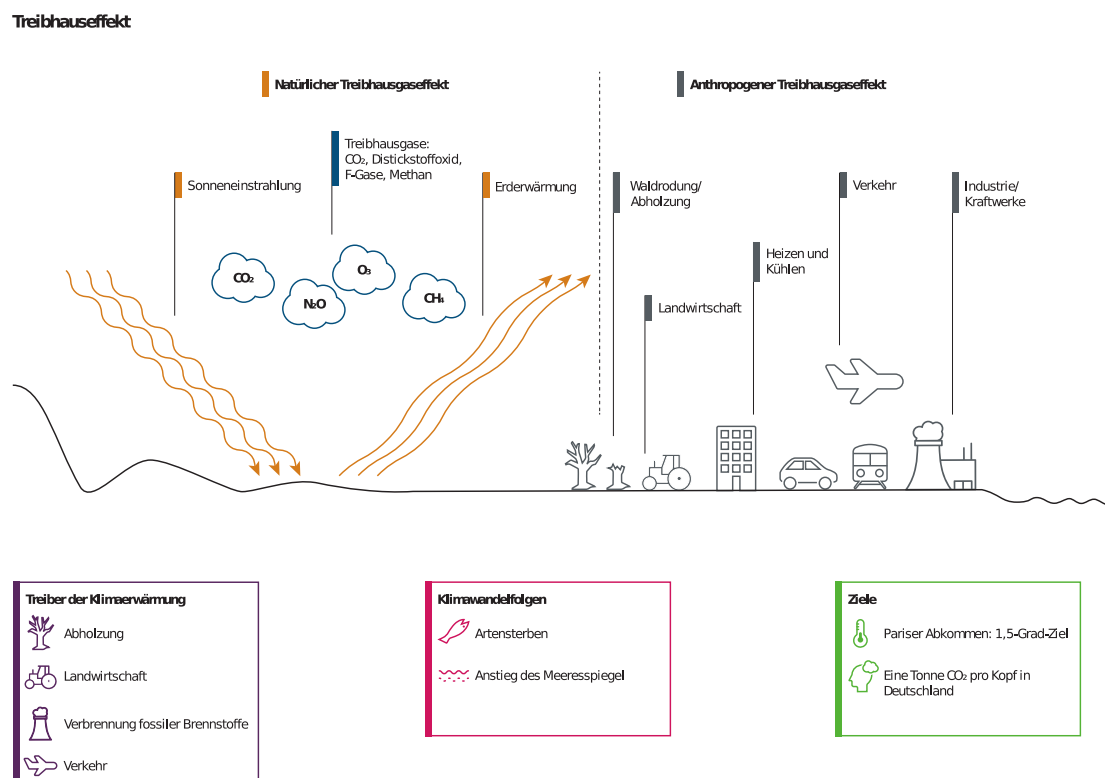 Treibhauseffekt
Natürlicher Treibhausgaseffekt
Anthropogener Treibhausgaseffekt
Treibhausgase:
CO₂, Distickstoffoxid,
F-Gase, Methan
Sonneneinstrahlung
Erderwärmung
Waldrodung/
Abholzung
Verkehr
Industrie/
Kraftwerke
Heizen und
Kühlen
Landwirtschaft
CO₂
N₂O
O₃
CH₄
Treiber der Klimaerwärmung
Abholzung
Landwirtschaft
Verbrennung fossiler Brennstoffe
Verkehr
Klimawandelfolgen
Artensterben
Anstieg des Meeresspiegel
Ziele
Pariser Abkommen: 1,5-Grad-Ziel
Eine Tonne CO₂ pro Kopf in
Deutschland